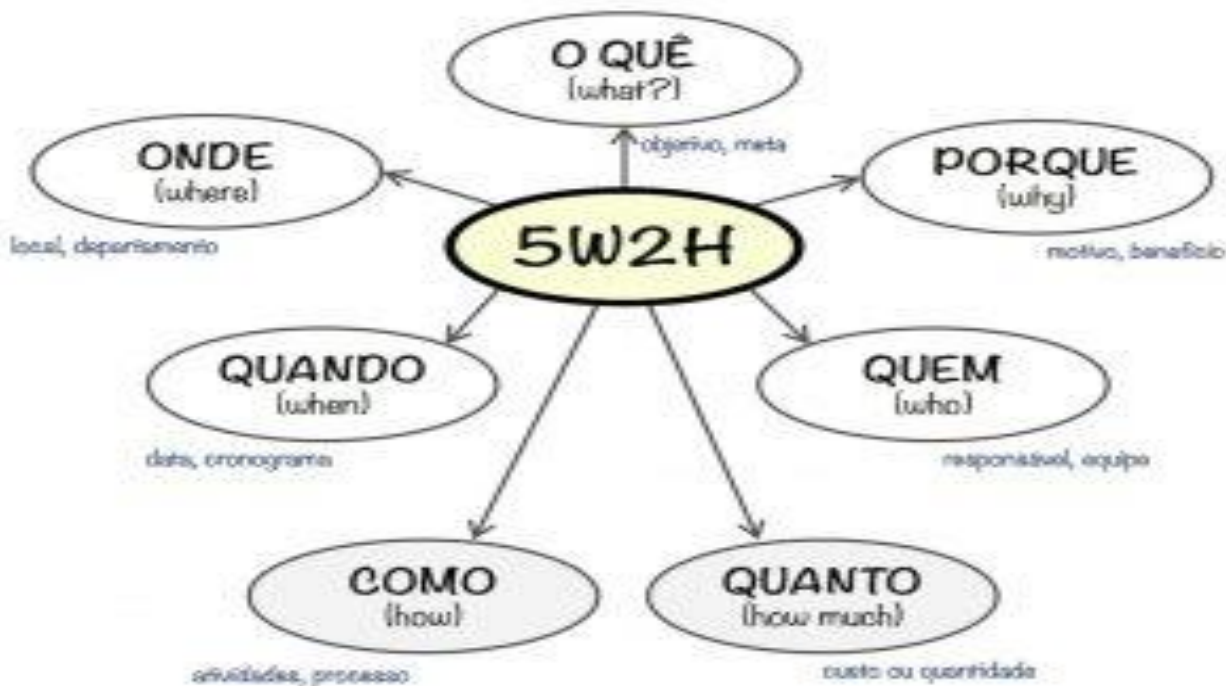 O QUÊ
(what?)
objetivo, meta
ONDE
(where)
local, departamento
PORQUE
(why)
motivo, benefício
5W2H
QUANDO
(when)
data, cronograma
QUEM
(who)
responsável, equipe
COMO
(how)
atividades, processo
QUANTO
(how much)
custo ou quantidade